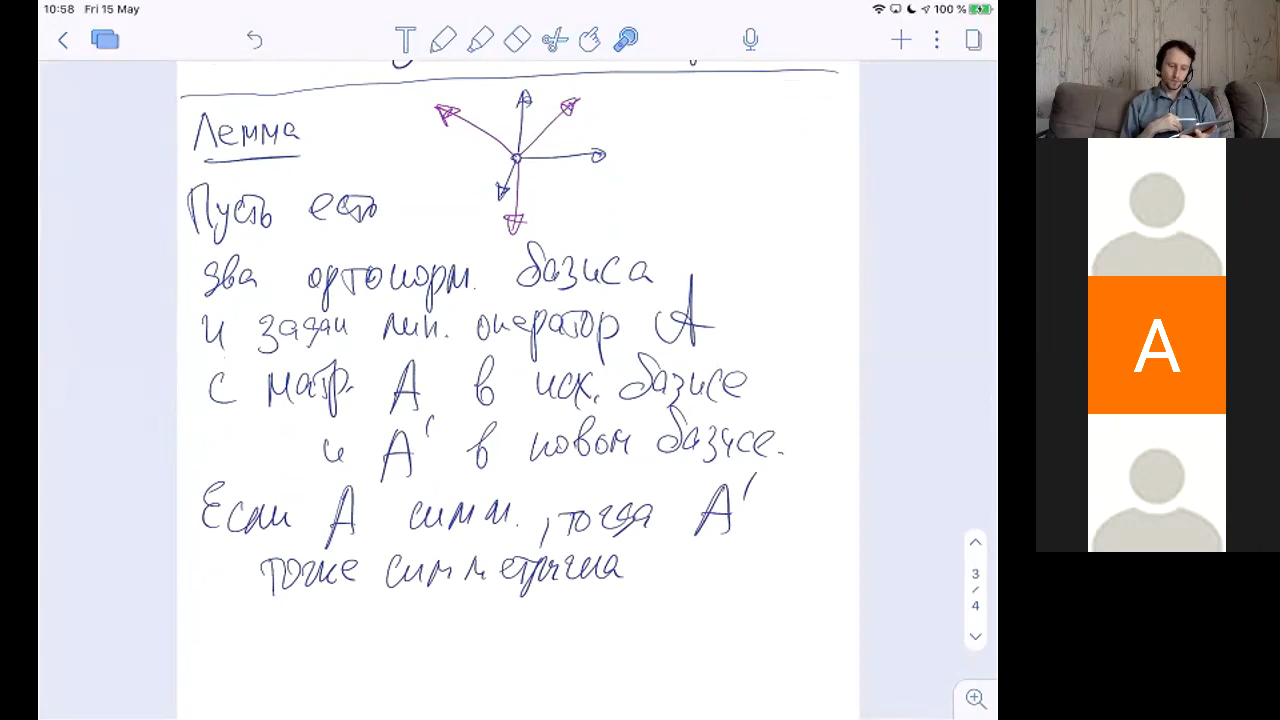 10:58 Fri 15 May
100 %
T
Лемма
Пусть есть
два ортонорм. базиса
и задан лин. оператор A
с матр. A в исх. базисе
и A' в новом базисе.
Если A симм., тогда A'
тоже симметрична
3
/
4
A